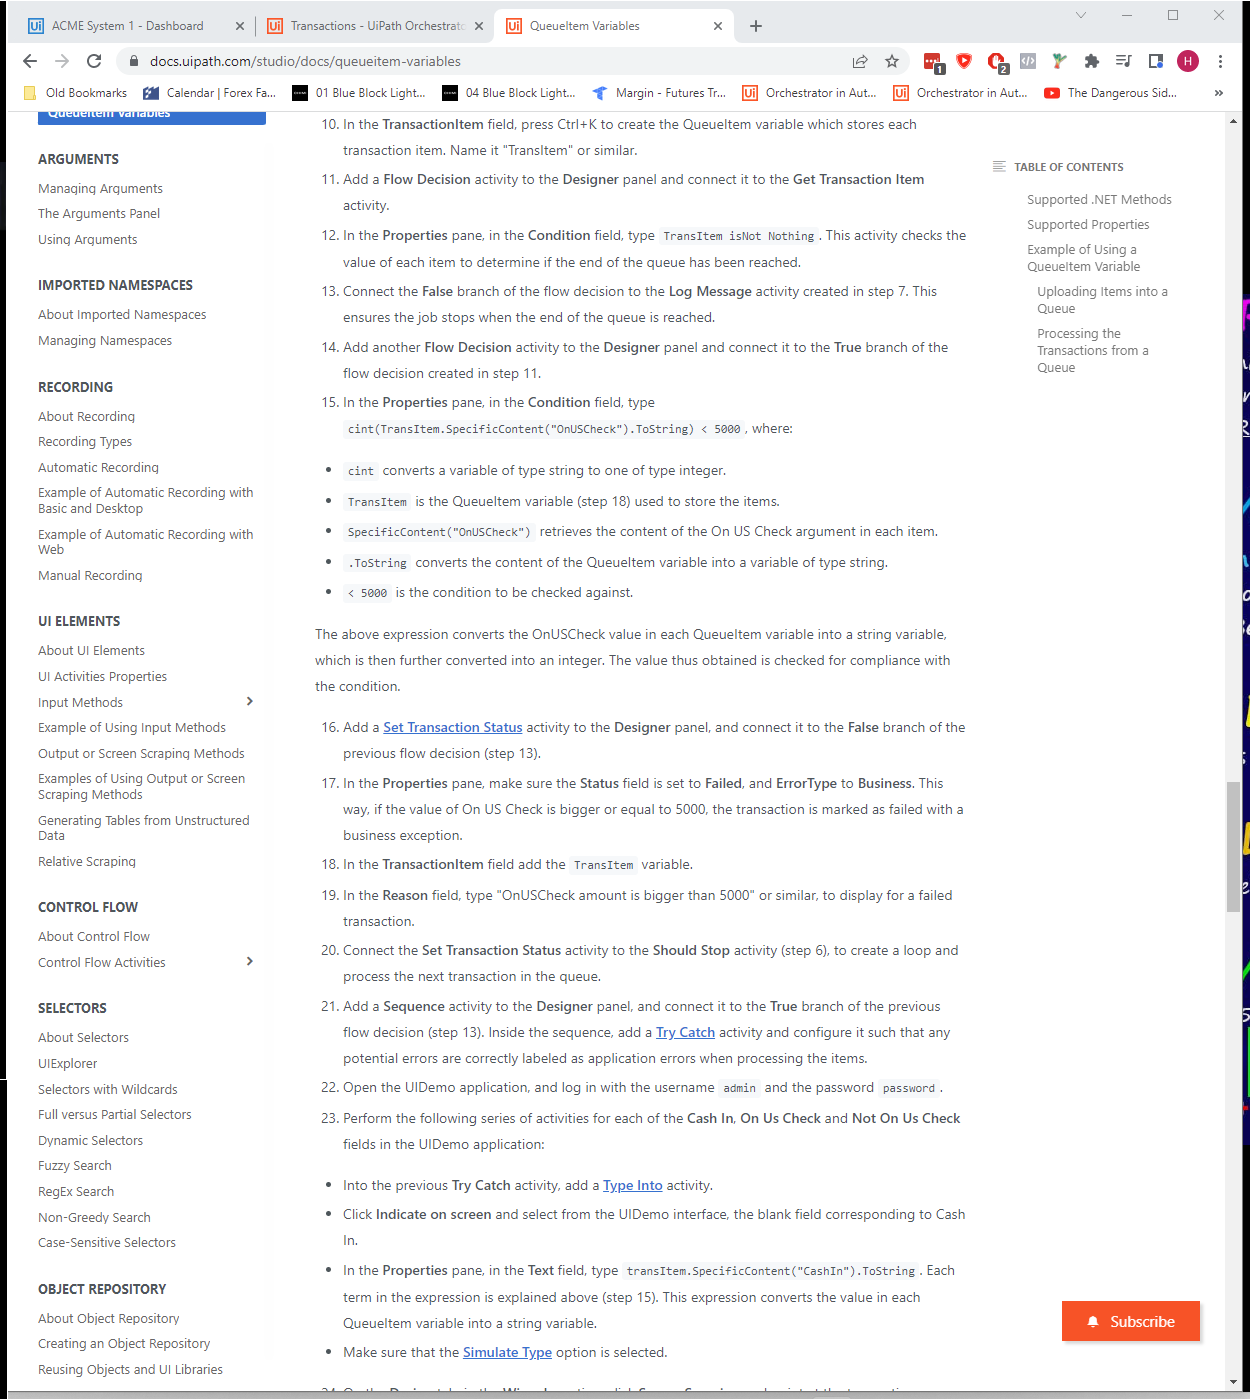 ACME System 1 - Dashboard
Transactions - UiPath Orchestrato
QueueItem Variables
docs.uipath.com/studio/docs/queueitem-variables
1
2
H
Old Bookmarks
Calendar | Forex Fa...
01 Blue Block Light...
04 Blue Block Light...
Margin - Futures Tr...
Orchestrator in Aut...
Orchestrator in Aut...
The Dangerous Sid...
»
QueueItem Variables
ARGUMENTS
Managing Arguments
The Arguments Panel
Using Arguments
IMPORTED NAMESPACES
About Imported Namespaces
Managing Namespaces
RECORDING
About Recording
Recording Types
Automatic Recording
Example of Automatic Recording with
Basic and Desktop
Example of Automatic Recording with
Web
Manual Recording
UI ELEMENTS
About UI Elements
UI Activities Properties
Input Methods
Example of Using Input Methods
Output or Screen Scraping Methods
Examples of Using Output or Screen
Scraping Methods
Generating Tables from Unstructured
Data
Relative Scraping
CONTROL FLOW
About Control Flow
Control Flow Activities
SELECTORS
About Selectors
UIExplorer
Selectors with Wildcards
Full versus Partial Selectors
Dynamic Selectors
Fuzzy Search
RegEx Search
Non-Greedy Search
Case-Sensitive Selectors
OBJECT REPOSITORY
About Object Repository
Creating an Object Repository
Reusing Objects and UI Libraries
10. In the TransactionItem field, press Ctrl+K to create the QueueItem variable which stores each
transaction item. Name it "TransItem" or similar.
11. Add a Flow Decision activity to the Designer panel and connect it to the Get Transaction Item
activity.
12. In the Properties pane, in the Condition field, type TransItem isNot Nothing . This activity checks the
value of each item to determine if the end of the queue has been reached.
13. Connect the False branch of the flow decision to the Log Message activity created in step 7. This
ensures the job stops when the end of the queue is reached.
14. Add another Flow Decision activity to the Designer panel and connect it to the True branch of the
flow decision created in step 11.
15. In the Properties pane, in the Condition field, type
cint(TransItem.SpecificContent("OnUSCheck").ToString) < 5000 , where:
• cint converts a variable of type string to one of type integer.
• TransItem is the QueueItem variable (step 18) used to store the items.
• SpecificContent("OnUSCheck") retrieves the content of the On US Check argument in each item.
• .ToString converts the content of the QueueItem variable into a variable of type string.
• < 5000 is the condition to be checked against.
The above expression converts the OnUSCheck value in each QueueItem variable into a string variable,
which is then further converted into an integer. The value thus obtained is checked for compliance with
the condition.
16. Add a Set Transaction Status activity to the Designer panel, and connect it to the False branch of the
previous flow decision (step 13).
17. In the Properties pane, make sure the Status field is set to Failed, and ErrorType to Business. This
way, if the value of On US Check is bigger or equal to 5000, the transaction is marked as failed with a
business exception.
18. In the TransactionItem field add the TransItem variable.
19. In the Reason field, type "OnUSCheck amount is bigger than 5000" or similar, to display for a failed
transaction.
20. Connect the Set Transaction Status activity to the Should Stop activity (step 6), to create a loop and
process the next transaction in the queue.
21. Add a Sequence activity to the Designer panel, and connect it to the True branch of the previous
flow decision (step 13). Inside the sequence, add a Try Catch activity and configure it such that any
potential errors are correctly labeled as application errors when processing the items.
22. Open the UIDemo application, and log in with the username admin and the password password .
23. Perform the following series of activities for each of the Cash In, On Us Check and Not On Us Check
fields in the UIDemo application:
• Into the previous Try Catch activity, add a Type Into activity.
• Click Indicate on screen and select from the UIDemo interface, the blank field corresponding to Cash
In.
• In the Properties pane, in the Text field, type transItem.SpecificContent("CashIn").ToString . Each
term in the expression is explained above (step 15). This expression converts the value in each
QueueItem variable into a string variable.
• Make sure that the Simulate Type option is selected.
TABLE OF CONTENTS
Supported .NET Methods
Supported Properties
Example of Using a
QueueItem Variable
Uploading Items into a
Queue
Processing the
Transactions from a
Queue
Subscribe